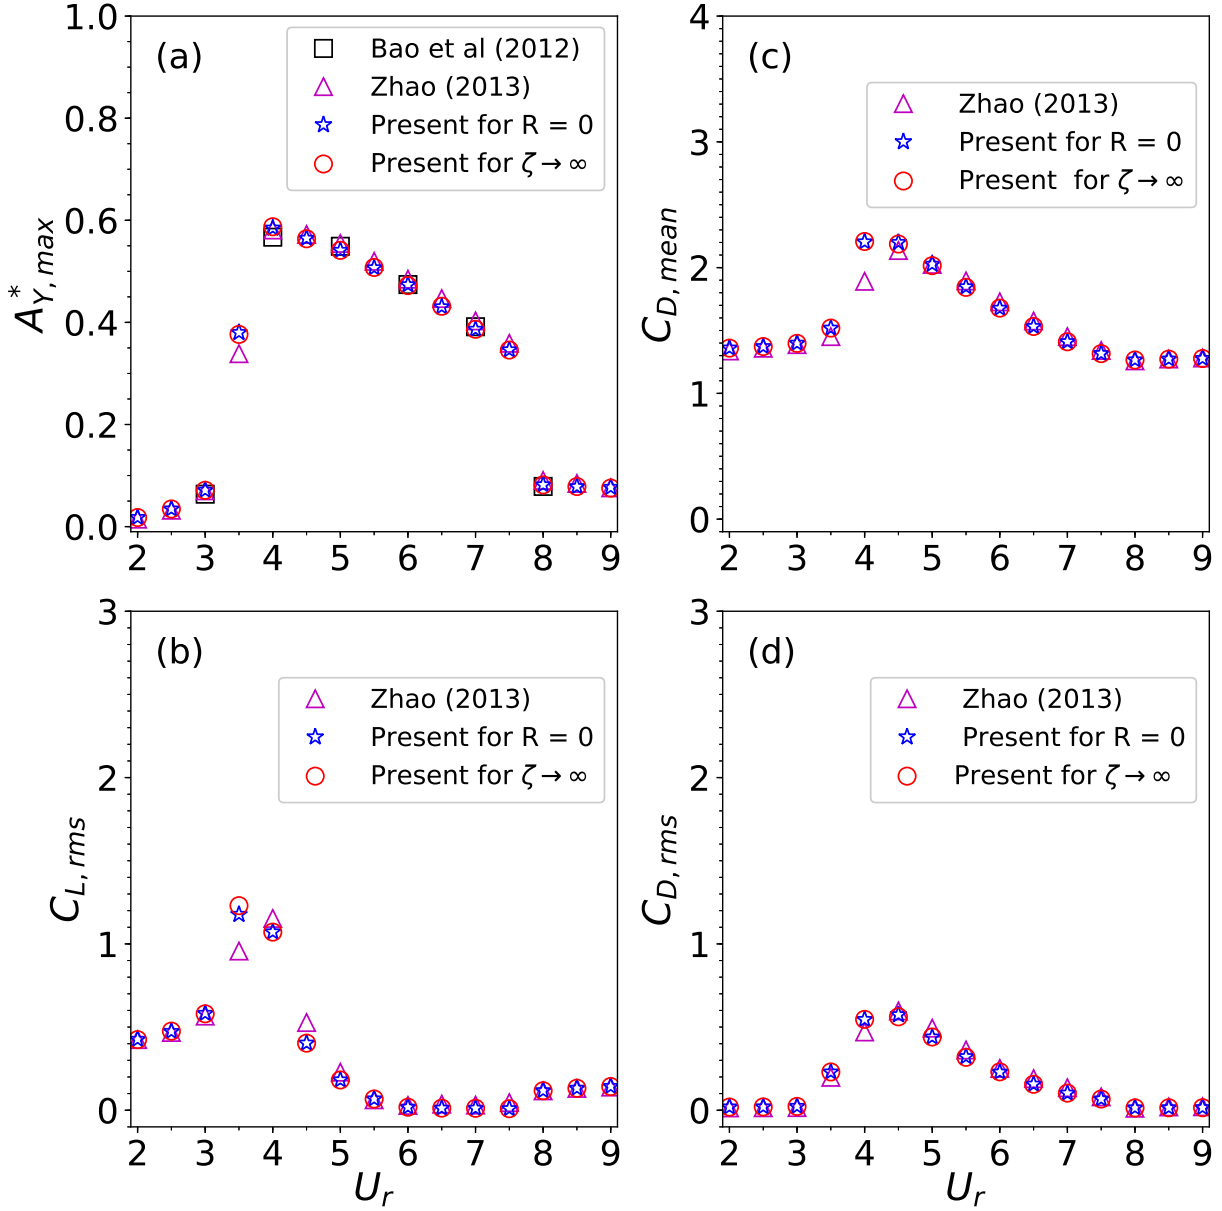 1.0
0.8
0.6
0.4
0.2
0.0
A*Y, max
(a)
Bao et al (2012)
Zhao (2013)
Present for R = 0
Present for ζ→∞
2 3 4 5 6 7 8 9
4
3
2
1
0
CD, mean
(c)
Zhao (2013)
Present for R = 0
Present for ζ→∞
2 3 4 5 6 7 8 9
3
2
1
0
CL, rms
(b)
Zhao (2013)
Present for R = 0
Present for ζ→∞
2 3 4 5 6 7 8 9
Ur
3
2
1
0
CD, rms
(d)
Zhao (2013)
Present for R = 0
Present for ζ→∞
2 3 4 5 6 7 8 9
Ur